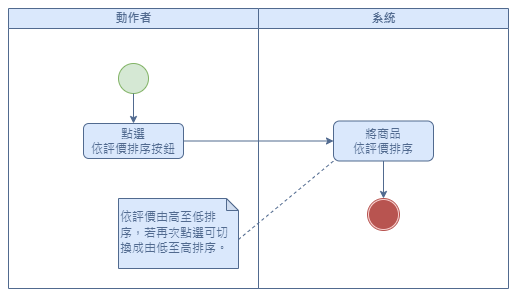 動作者
系統
點選
依評價排序按鈕
將商品
依評價排序
依評價由高至低排
序，若再次點選可切
換成由低至高排序。